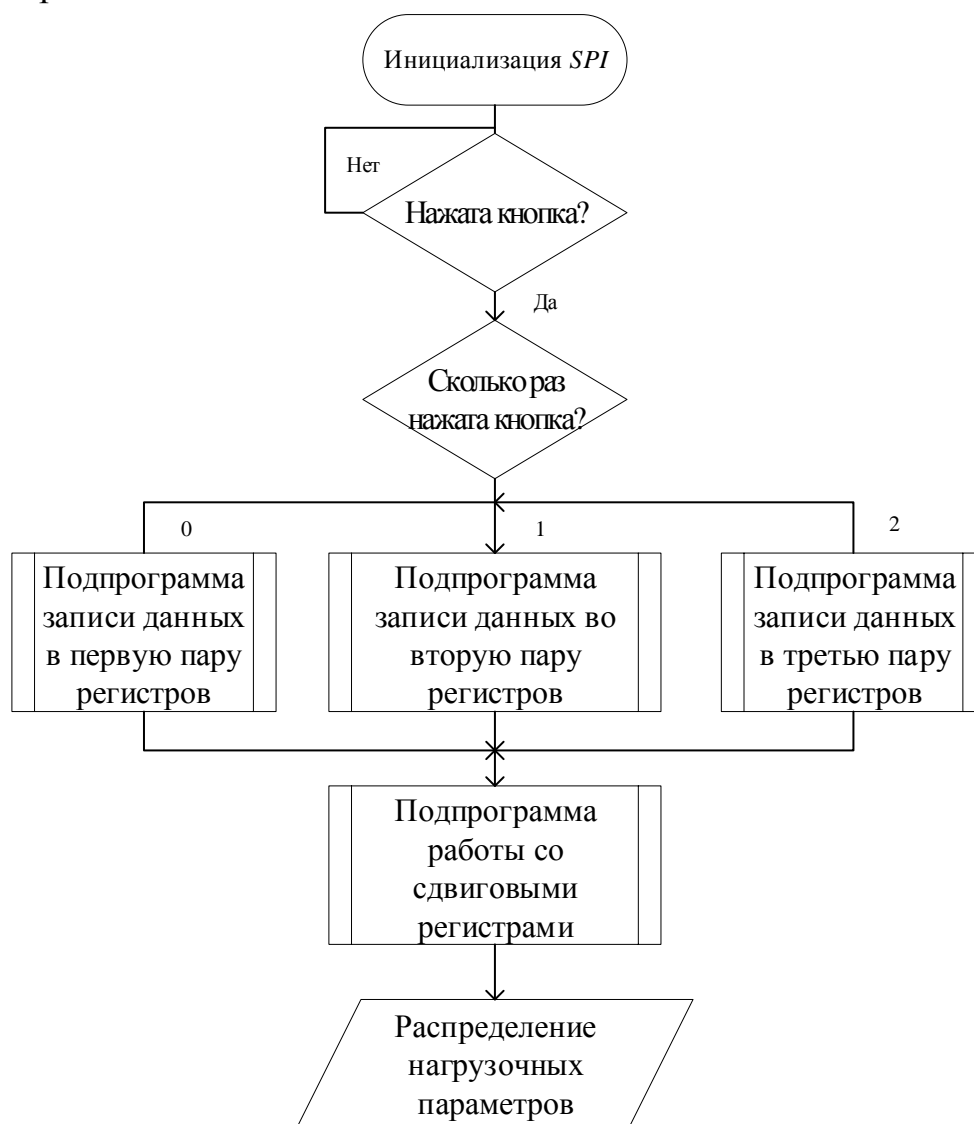 Инициализация SPI
Нет
Нажата кнопка?
Да
Сколько раз
нажата кнопка?
0
1
2
Подпрограмма
записи данных
в первую пару
регистров
Подпрограмма
записи данных во
вторую пару
регистров
Подпрограмма
записи данных
в третью пару
регистров
Подпрограмма
работы со
сдвиговыми
регистрами
Распределение
нагрузочных
параметров